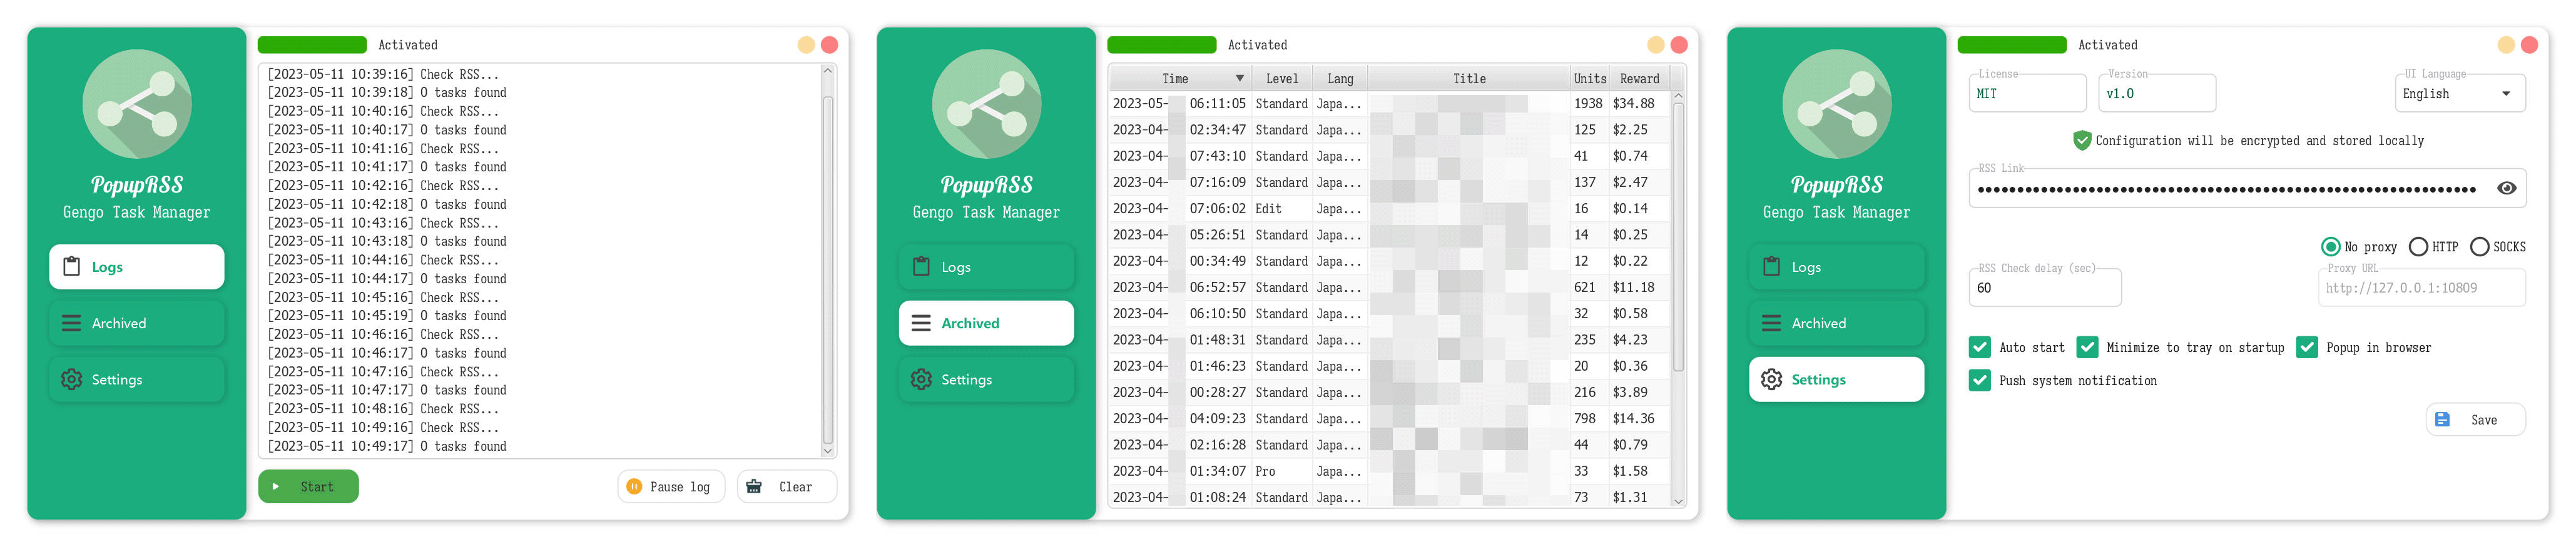 Activated
PopupRSS
Gengo Task Manager
Logs
Archived
Settings
[2023-05-11 10:39:16] Check RSS...
[2023-05-11 10:39:18] 0 tasks found
[2023-05-11 10:40:16] Check RSS...
[2023-05-11 10:40:17] 0 tasks found
[2023-05-11 10:41:16] Check RSS...
[2023-05-11 10:41:17] 0 tasks found
[2023-05-11 10:42:16] Check RSS...
[2023-05-11 10:42:18] 0 tasks found
[2023-05-11 10:43:16] Check RSS...
[2023-05-11 10:43:18] 0 tasks found
[2023-05-11 10:44:16] Check RSS...
[2023-05-11 10:44:17] 0 tasks found
[2023-05-11 10:45:16] Check RSS...
[2023-05-11 10:45:19] 0 tasks found
[2023-05-11 10:46:16] Check RSS...
[2023-05-11 10:46:17] 0 tasks found
[2023-05-11 10:47:16] Check RSS...
[2023-05-11 10:47:17] 0 tasks found
[2023-05-11 10:48:16] Check RSS...
[2023-05-11 10:49:16] Check RSS...
[2023-05-11 10:49:17] 0 tasks found
Start
Pause log
Clear
Activated
PopupRSS
Gengo Task Manager
Logs
Archived
Settings
Time Level Lang Title Units Reward
2023-05- 06:11:05 Standard Japa... 1938 $34.88
2023-04- 02:34:47 Standard Japa... 125 $2.25
2023-04- 07:43:10 Standard Japa... 41 $0.74
2023-04- 07:16:09 Standard Japa... 137 $2.47
2023-04- 07:06:02 Edit Japa... 16 $0.14
2023-04- 05:26:51 Standard Japa... 14 $0.25
2023-04- 00:34:49 Standard Japa... 12 $0.22
2023-04- 06:52:57 Standard Japa... 621 $11.18
2023-04- 06:10:50 Standard Japa... 32 $0.58
2023-04- 01:48:31 Standard Japa... 235 $4.23
2023-04- 01:46:23 Standard Japa... 20 $0.36
2023-04- 00:28:27 Standard Japa... 216 $3.89
2023-04- 04:09:23 Standard Japa... 798 $14.36
2023-04- 02:16:28 Standard Japa... 44 $0.79
2023-04- 01:34:07 Pro Japa... 33 $1.58
2023-04- 01:08:24 Standard Japa... 73 $1.31
Activated
PopupRSS
Gengo Task Manager
Logs
Archived
Settings
License
MIT
Version
v1.0
UI Language
English
Configuration will be encrypted and stored locally
RSS Link
No proxy HTTP SOCKS
RSS Check delay (sec)
60
Proxy URL
http://127.0.0.1:10809
Auto start Minimize to tray on startup Popup in browser
Push system notification
Save